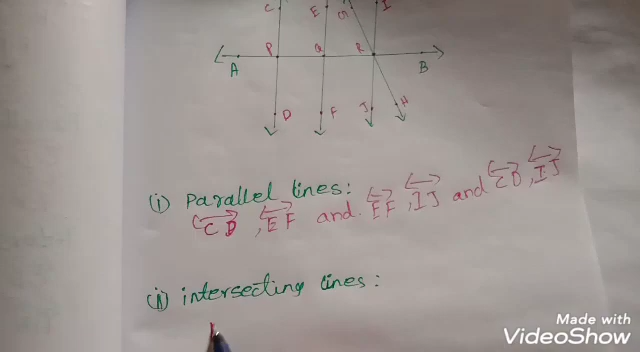 C E G I
P Q R
A B
D F J H
(i) Parallel lines:
CD, EF and. EF, IJ and CD, IJ
(ii) intersecting lines:
Made with
VideoShow